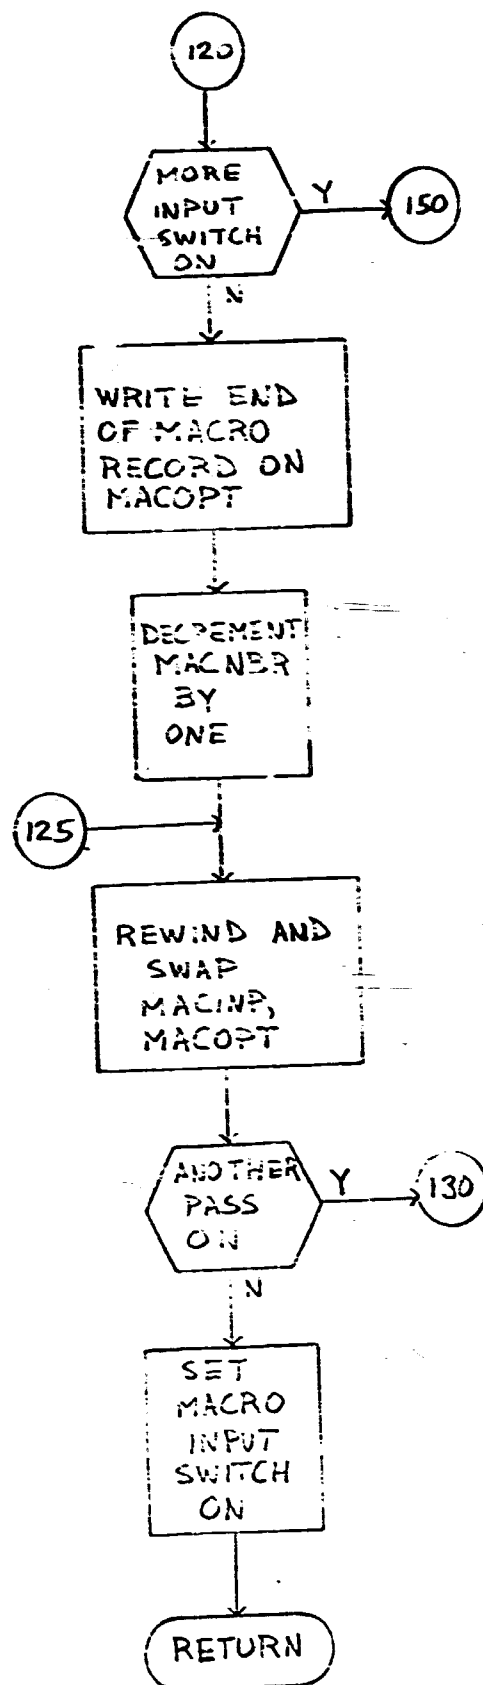 120
MORE
INPUT
SWITCH
ON
Y
150
N
WRITE END
OF MACRO
RECORD ON
MACOPT
DECREMENT
MACNBR
BY
ONE
125
REWIND AND
SWAP
MACINP,
MACOPT
ANOTHER
PASS
ON
Y
130
N
SET
MACRO
INPUT
SWITCH
ON
RETURN